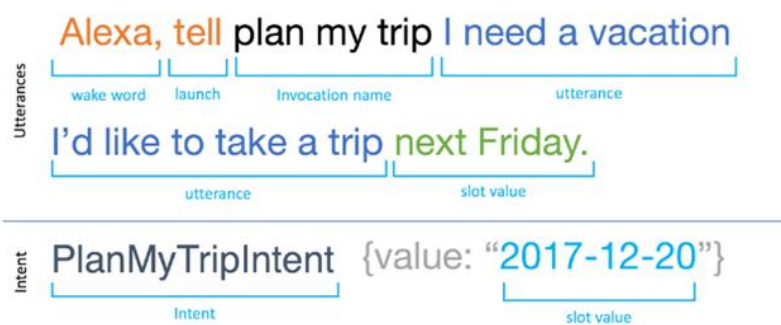 Utterances
Alexa, tell plan my trip I need a vacation
wake word launch Invocation name utterance
I'd like to take a trip next Friday.
utterance slot value
Intent
PlanMyTripIntent {value: “2017-12-20”}
Intent slot value